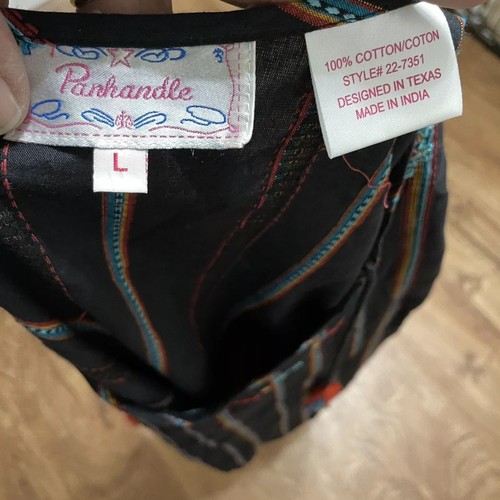 Panhandle
L
100% COTTON/COTON
STYLE# 22-7351
DESIGNED IN TEXAS
MADE IN INDIA